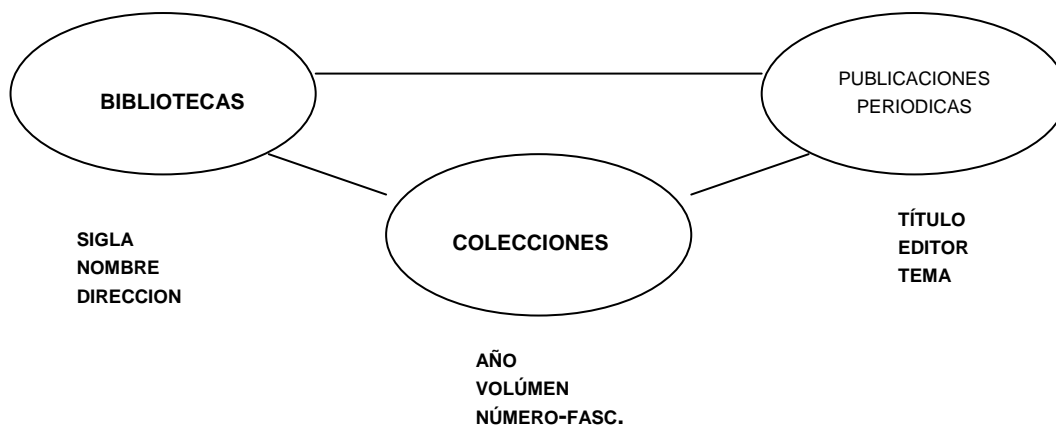 BIBLIOTECAS
PUBLICACIONES
PERIODICAS
COLECCIONES
SIGLA
NOMBRE
DIRECCION
TÍTULO
EDITOR
TEMA
AÑO
VOLÚMEN
NÚMERO-FASC.